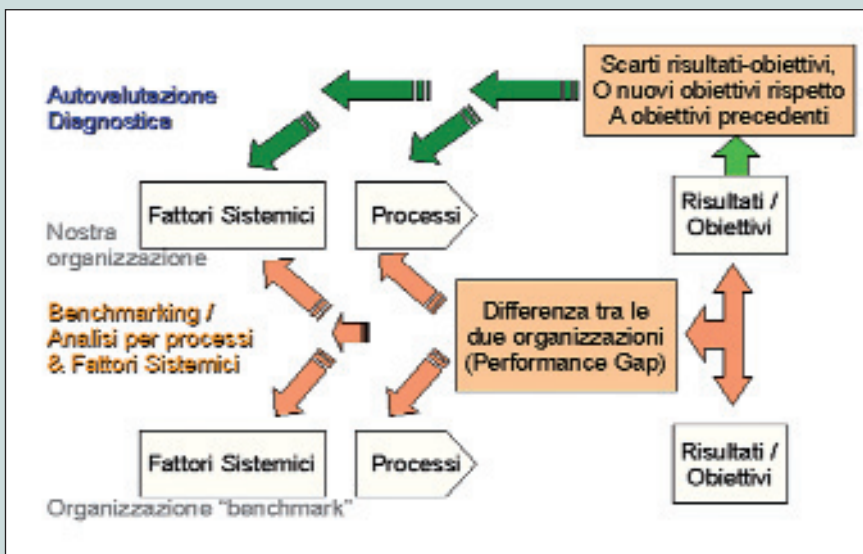 Autovalutazione
Diagnostica
Scarti risultati-obiettivi,
O nuovi obiettivi rispetto
A obiettivi precedenti
Fattori Sistemici
Processi
Risultati /
Obiettivi
Nostra
organizzazione
Benchmarking /
Analisi per processi
& Fattori Sistemici
Differenza tra le
due organizzazioni
(Performance Gap)
Fattori Sistemici
Processi
Risultati /
Obiettivi
Organizzazione "benchmark"